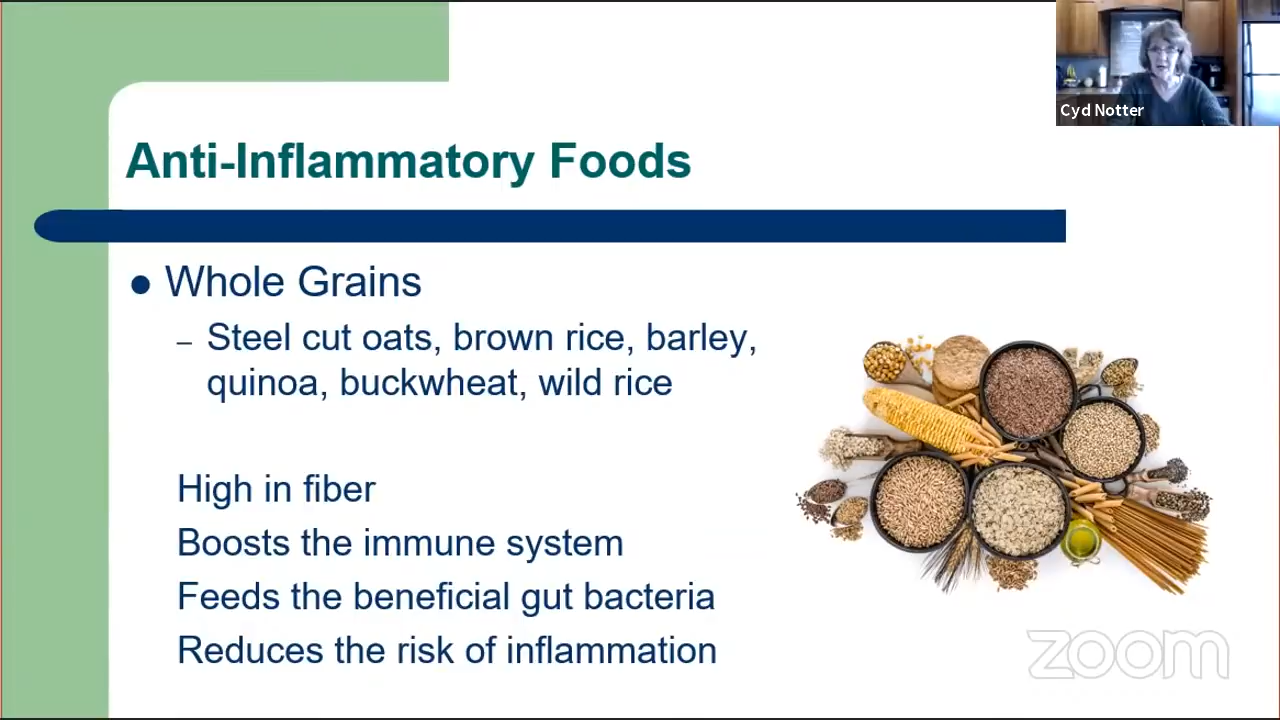 Cyd Notter
Anti-Inflammatory Foods
Whole Grains
– Steel cut oats, brown rice, barley,
quinoa, buckwheat, wild rice
High in fiber
Boosts the immune system
Feeds the beneficial gut bacteria
Reduces the risk of inflammation
zoom